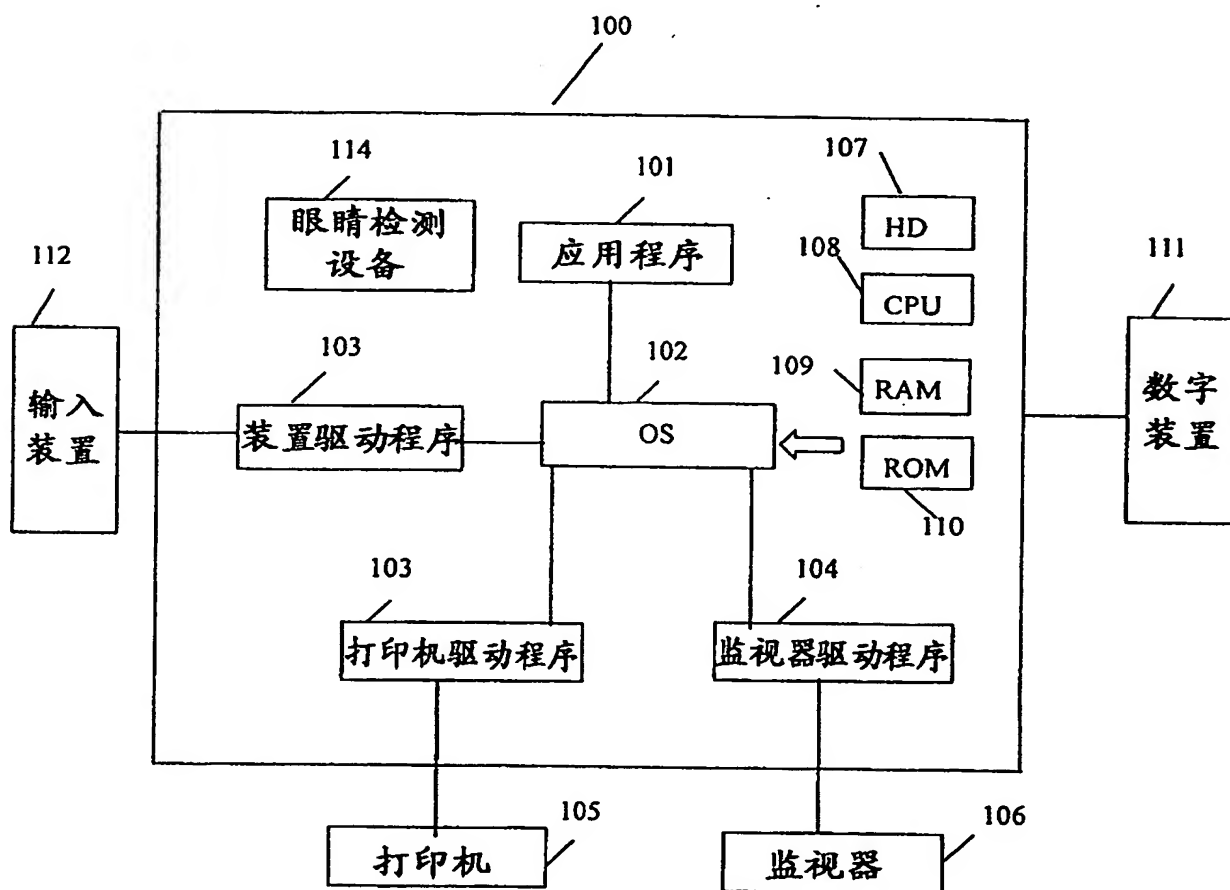 100
114
眼睛检测
设备
101
应用程序
107
HD
108
CPU
109
RAM
ROM
110
112
输入
装置
103
装置驱动程序
102
OS
111
数字
装置
103
打印机驱动程序
104
监视器驱动程序
105
打印机
106
监视器